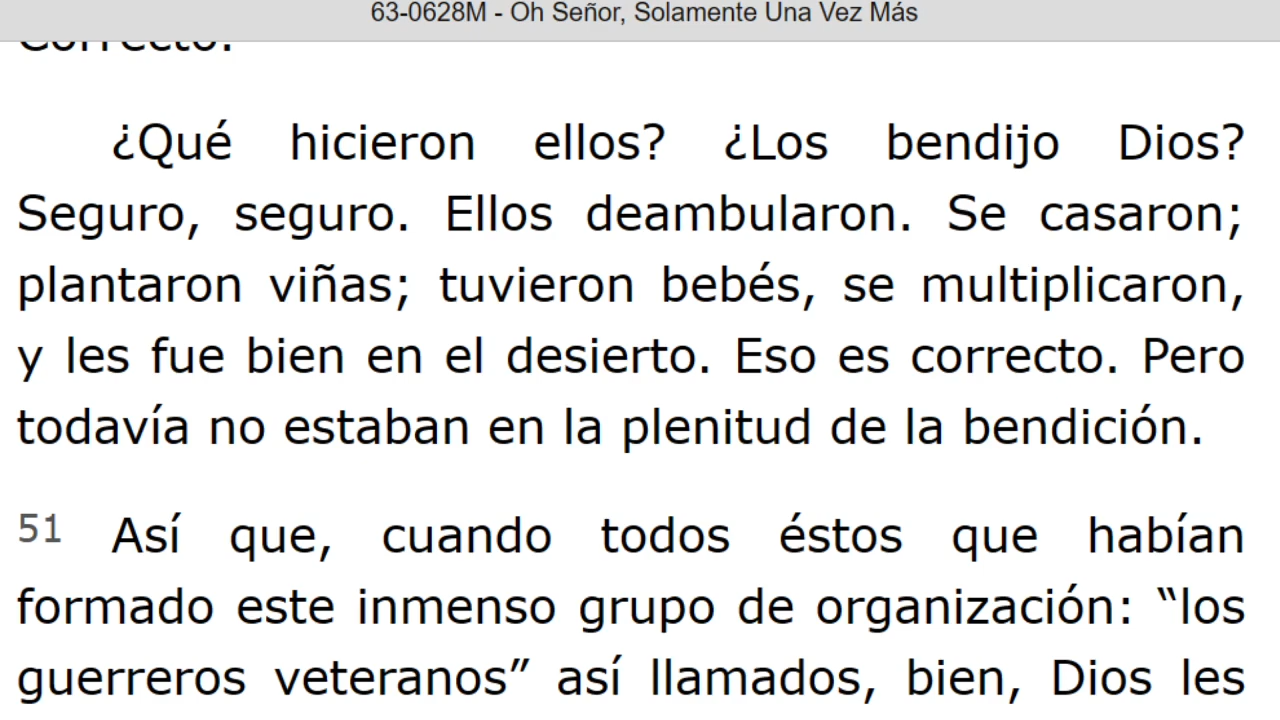 63-0628M - Oh Señor, Solamente Una Vez Más
Correcto.
¿Qué hicieron ellos? ¿Los bendijo Dios?
Seguro, seguro. Ellos deambularon. Se casaron;
plantaron viñas; tuvieron bebés, se multiplicaron,
y les fue bien en el desierto. Eso es correcto. Pero
todavía no estaban en la plenitud de la bendición.
51 Así que, cuando todos éstos que habían
formado este inmenso grupo de organización: “los
guerreros veteranos” así llamados, bien, Dios les